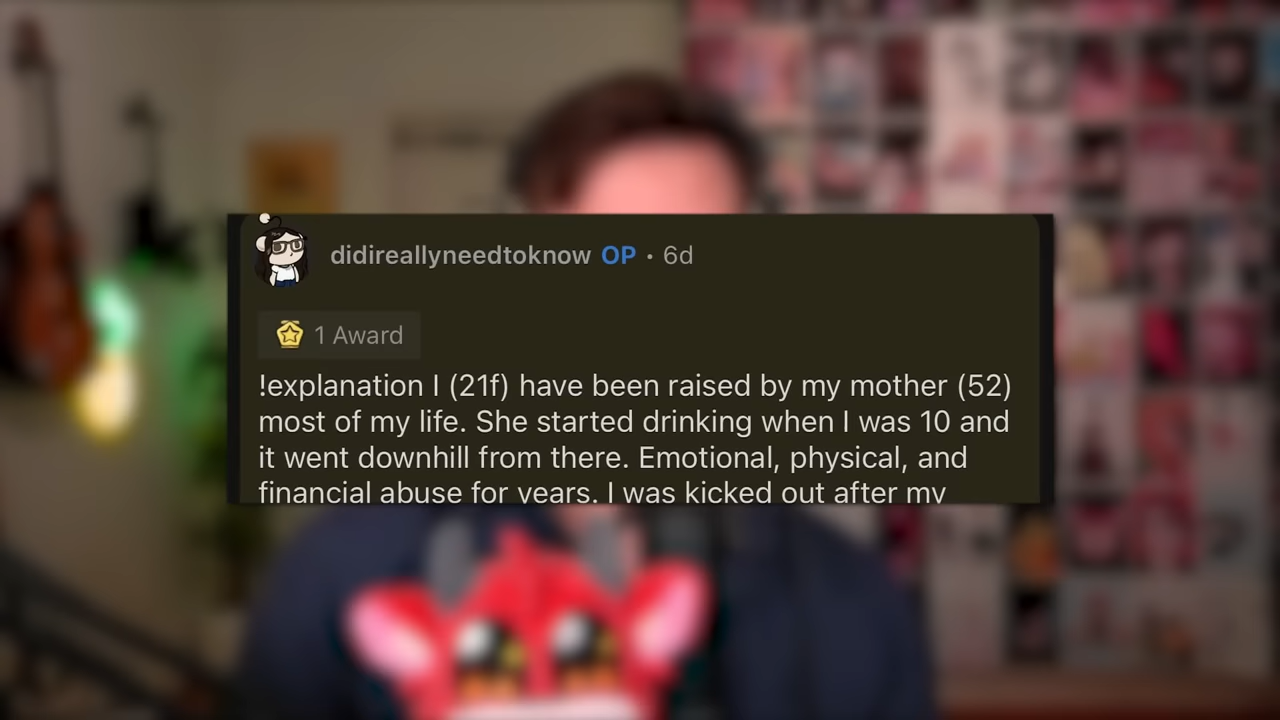 didireallyneedtoknow OP • 6d
1 Award
!explanation I (21f) have been raised by my mother (52)
most of my life. She started drinking when I was 10 and
it went downhill from there. Emotional, physical, and
financial abuse for years. I was kicked out after my